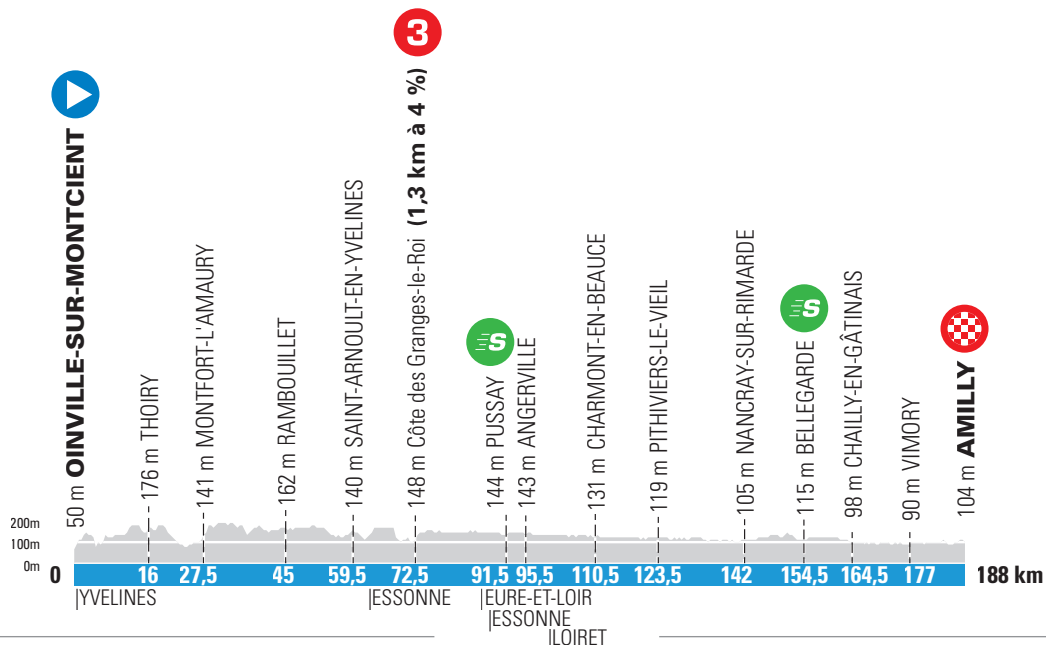 3
50 m OINVILLE-SUR-MONTCIENT
176 m THOIRY
141 m MONTFORT-L'AMAURY
162 m RAMBOUILLET
140 m SAINT-ARNOULT-EN-YVELINES
148 m Côte des Granges-le-Roi (1,3 km à 4 %)
S
144 m PUSSAY
143 m ANGERVILLE
131 m CHARMONT-EN-BEAUCE
119 m PITHIVIERS-LE-VIEIL
105 m NANCRAY-SUR-RIMARDE
S
115 m BELLEGARDE
98 m CHAILLY-EN-GÂTINAIS
90 m VIMORY
104 m AMILLY
200m
100m
0m
0 16 27,5 45 59,5 72,5 91,5 95,5 110,5 123,5 142 154,5 164,5 177 188 km
|YVELINES |ESSONNE |EURE-ET-LOIR
|ESSONNE
|LOIRET